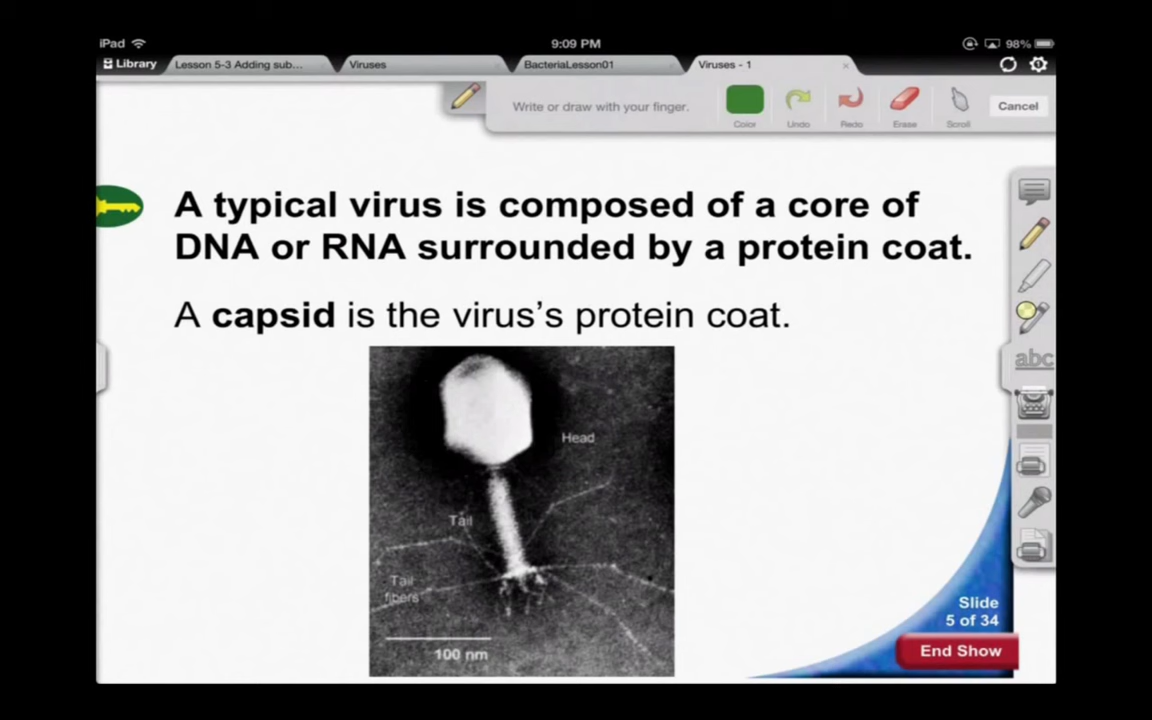 iPad
9:09 PM
98%
Library
Lesson 5-3 Adding sub...
Viruses
BacteriaLesson01
Viruses - 1
Write or draw with your finger.
Color
Undo
Redo
Erase
Scroll
Cancel
A typical virus is composed of a core of
DNA or RNA surrounded by a protein coat.
A capsid is the virus's protein coat.
abc
Head
Tail
Tail
fibers
100 nm
Slide
5 of 34
End Show